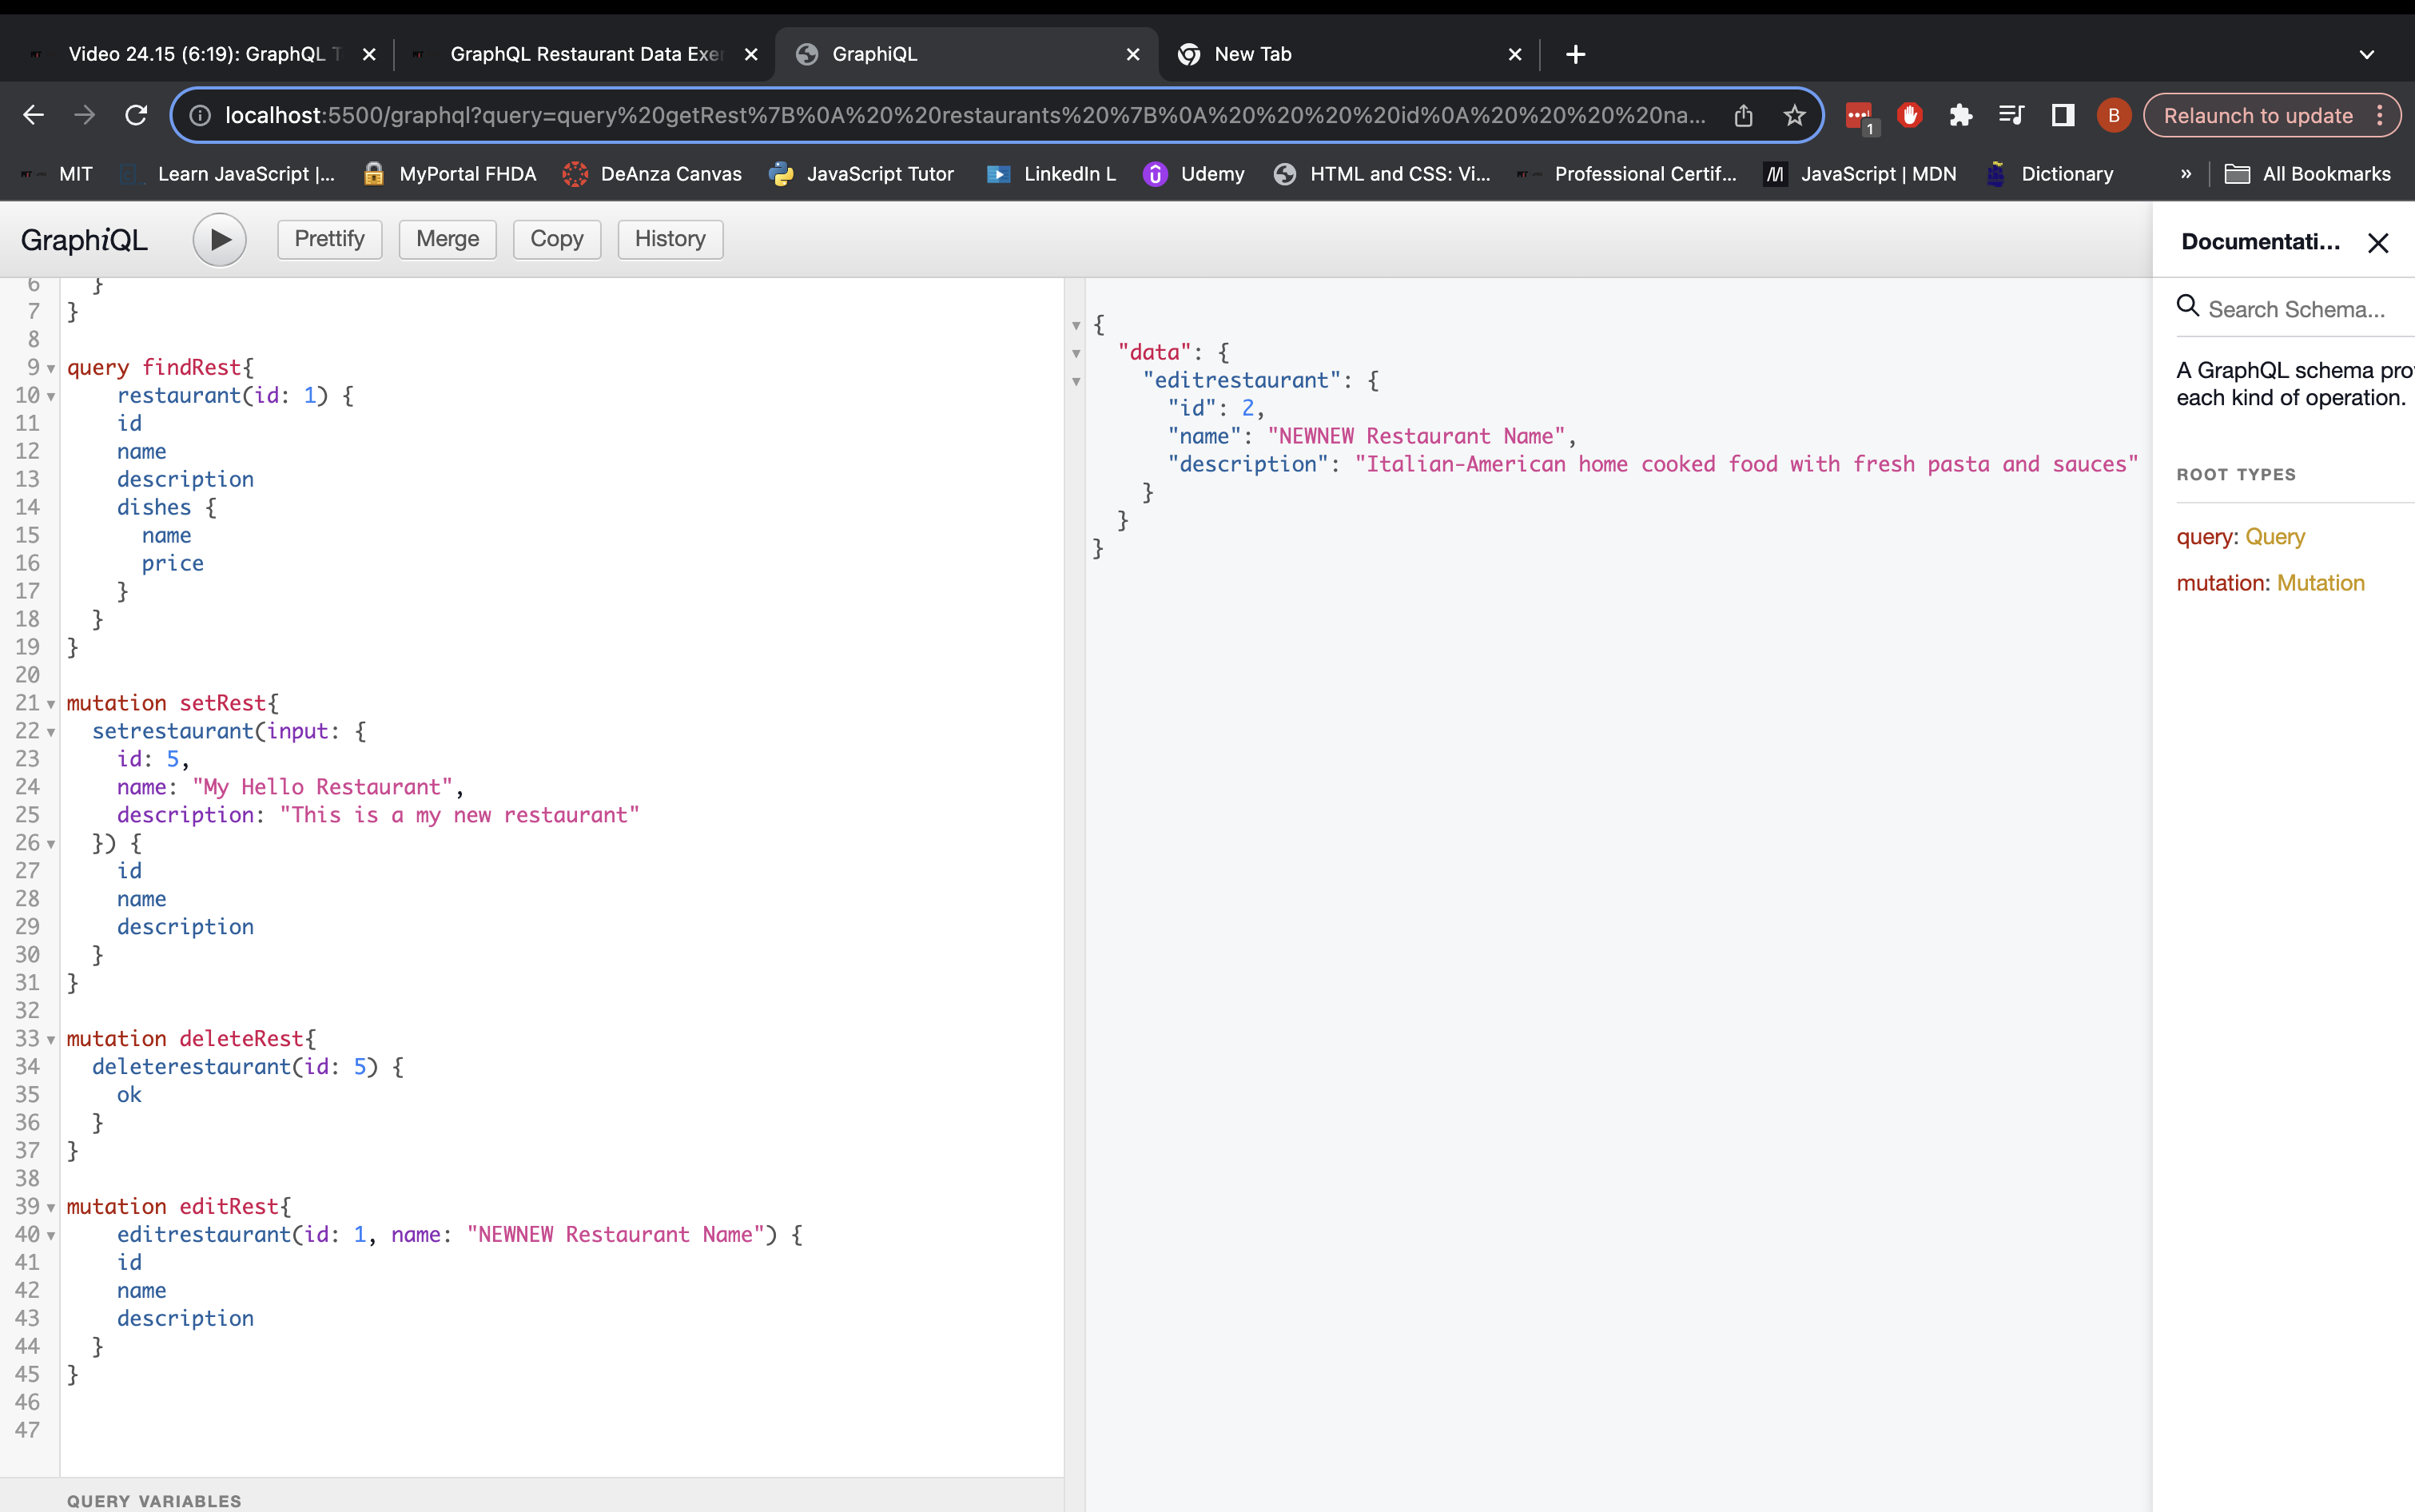 Video 24.15 (6:19): GraphQL T
GraphQL Restaurant Data Exer
GraphiQL
New Tab
localhost:5500/graphql?query=query%20getRest%7B%0A%20%20restaurants%20%7B%0A%20%20%20%20id%0A%20%20%20%20na...
1
B
Relaunch to update
MIT
Learn JavaScript |...
MyPortal FHDA
DeAnza Canvas
JavaScript Tutor
LinkedIn L
Udemy
HTML and CSS: Vi...
Professional Certif...
JavaScript | MDN
Dictionary
»
All Bookmarks
GraphiQL
Prettify
Merge
Copy
History
6 }
7 }
8
9 query findRest{
10 restaurant(id: 1) {
11 id
12 name
13 description
14 dishes {
15 name
16 price
17 }
18 }
19 }
20
21 mutation setRest{
22 setrestaurant(input: {
23 id: 5,
24 name: "My Hello Restaurant",
25 description: "This is a my new restaurant"
26 }) {
27 id
28 name
29 description
30 }
31 }
32
33 mutation deleteRest{
34 deleterestaurant(id: 5) {
35 ok
36 }
37 }
38
39 mutation editRest{
40 editrestaurant(id: 1, name: "NEWNEW Restaurant Name") {
41 id
42 name
43 description
44 }
45 }
46
47
QUERY VARIABLES
{
"data": {
"editrestaurant": {
"id": 2,
"name": "NEWNEW Restaurant Name",
"description": "Italian-American home cooked food with fresh pasta and sauces"
}
}
}
Documentati...
Search Schema...
A GraphQL schema pro
each kind of operation.
ROOT TYPES
query: Query
mutation: Mutation